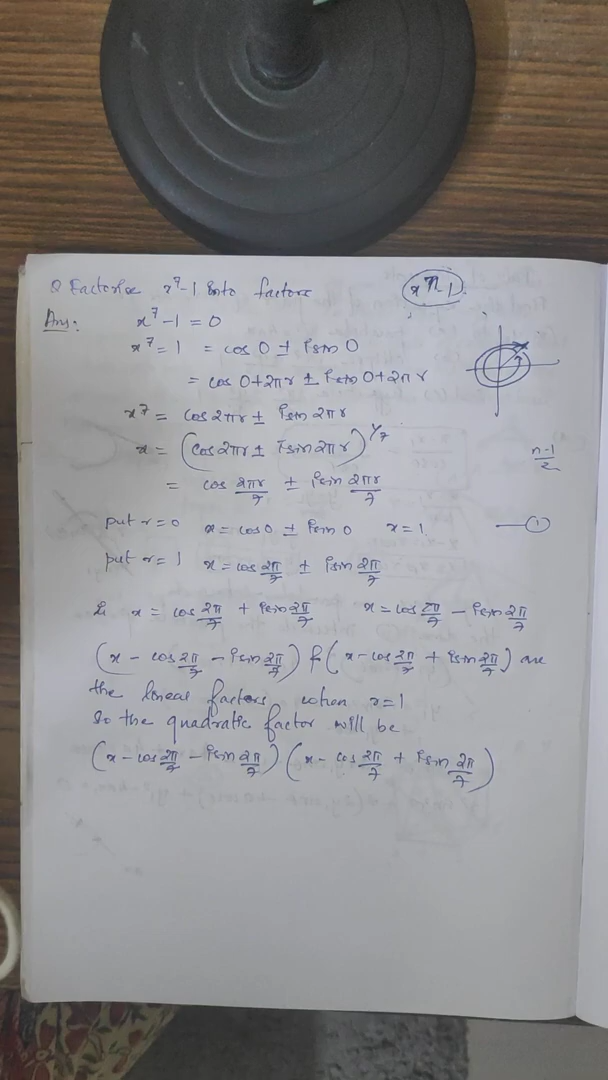 Q Factorise x⁷-1 into factors
x⁷-1
Ans: x⁷-1 = 0
x⁷ = 1 = cos 0 ± i sin 0
= cos 0+2πr ± i sin 0+2πr
x⁷ = cos 2πr ± i sin 2πr
x = (cos 2πr ± i sin 2πr)^1/7
n-1/2
= cos 2πr/7 ± i sin 2πr/7
put r=0 x = cos 0 ± i sin 0 x=1 —①
put r=1 x = cos 2π/7 ± i sin 2π/7
x = cos 2π/7 + i sin 2π/7 x = cos 2π/7 - i sin 2π/7
(x - cos 2π/7 - i sin 2π/7) & (x - cos 2π/7 + i sin 2π/7) are
the linear factors when r=1
So the quadratic factor will be
(x - cos 2π/7 - i sin 2π/7) (x - cos 2π/7 + i sin 2π/7)